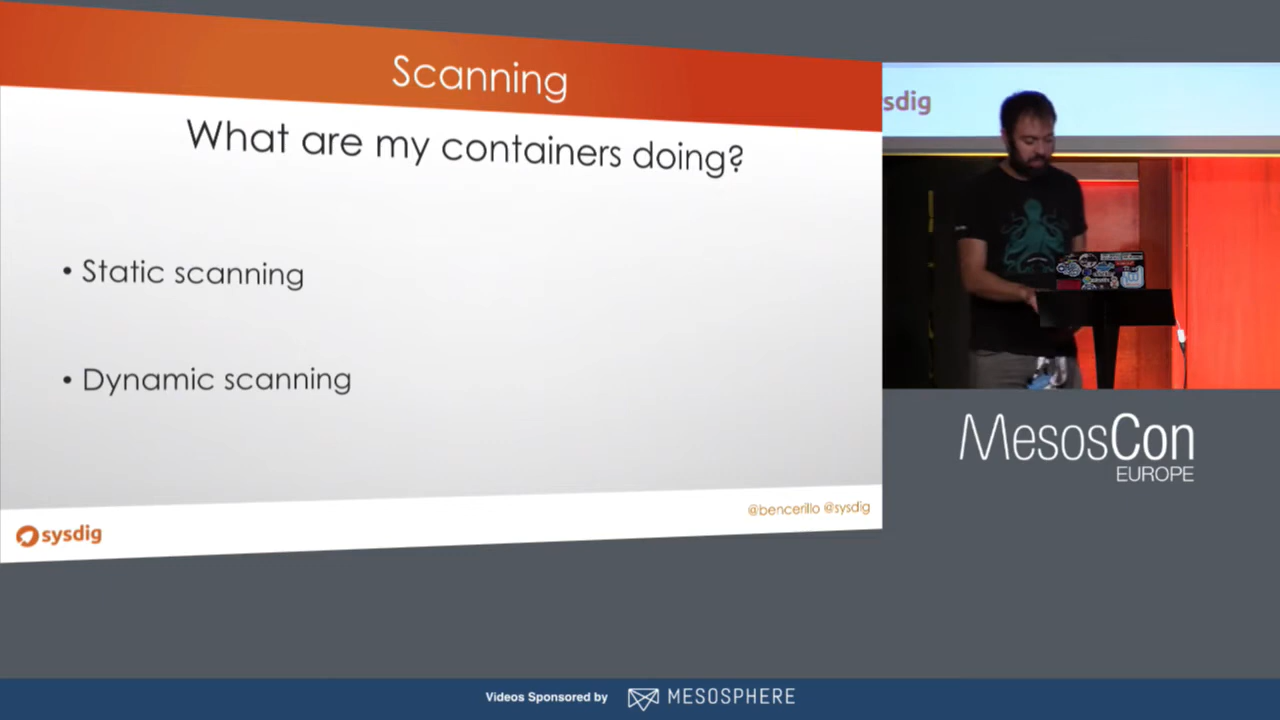 Scanning
What are my containers doing?
• Static scanning
• Dynamic scanning
sysdig
@bencerillo @sysdig
sdig
MesosCon
EUROPE
Videos Sponsored by
MESOSPHERE